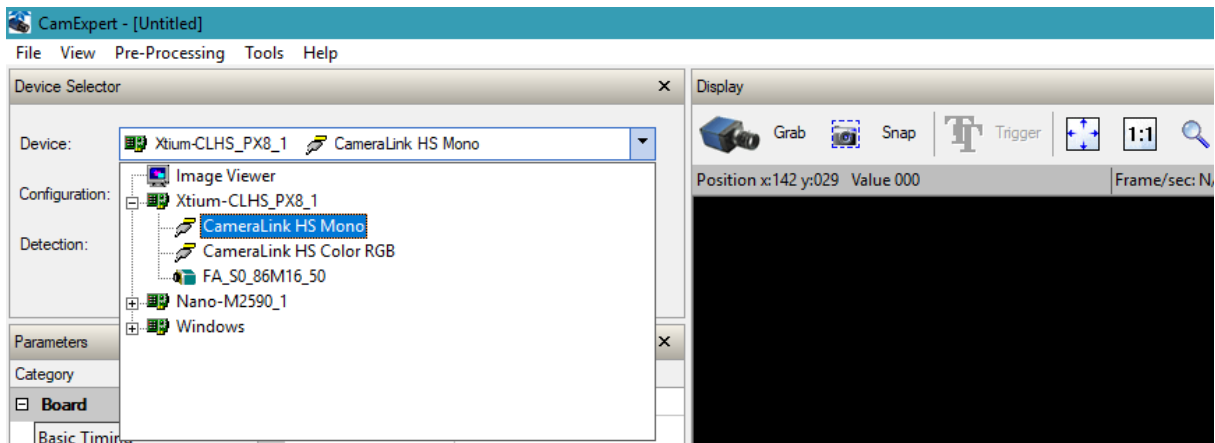 CamExpert - [Untitled]
File View Pre-Processing Tools Help
Device Selector
Display
Device: Xtium-CLHS_PX8_1 CameraLink HS Mono
Grab Snap Trigger 1:1
Image Viewer
Position x:142 y:029 Value 000 Frame/sec: N/
Configuration:
Xtium-CLHS_PX8_1
CameraLink HS Mono
Detection:
CameraLink HS Color RGB
FA_S0_86M16_50
Nano-M2590_1
Windows
Parameters
Category
Board
Basic Timing